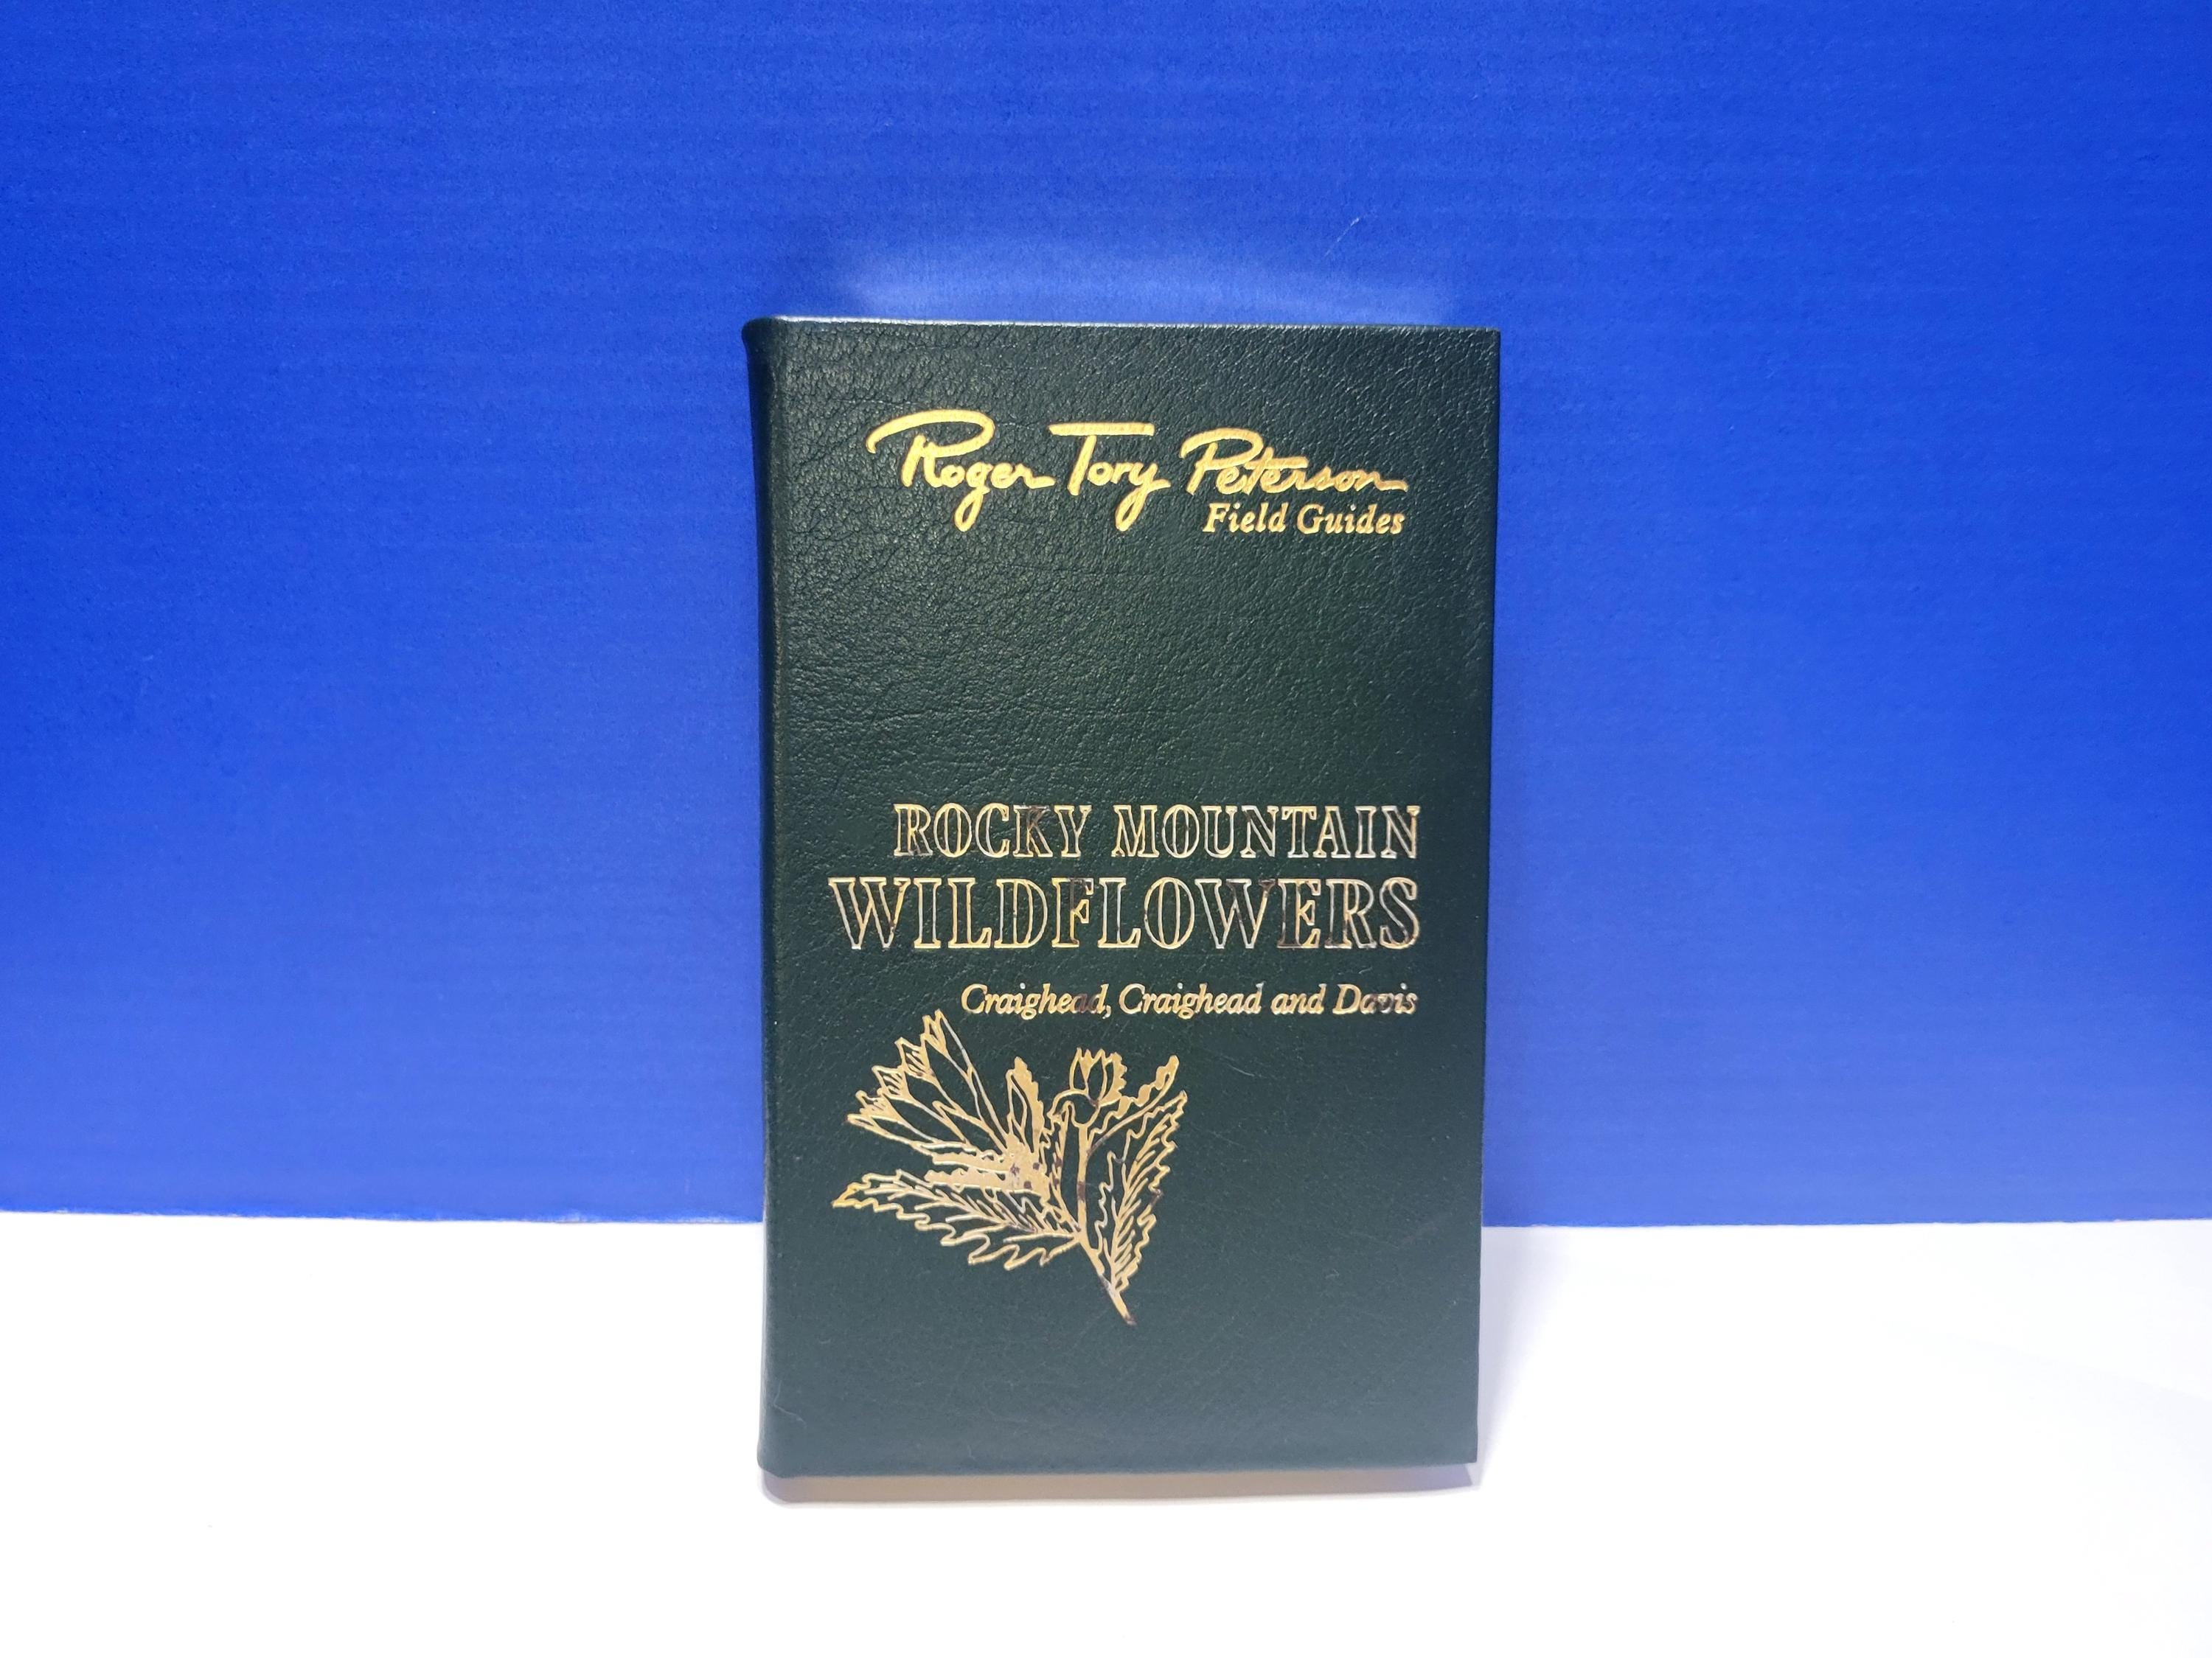 Roger Tory Peterson
Field Guides
ROCKY MOUNTAIN
WILDFLOWERS
Craighead, Craighead and Davis